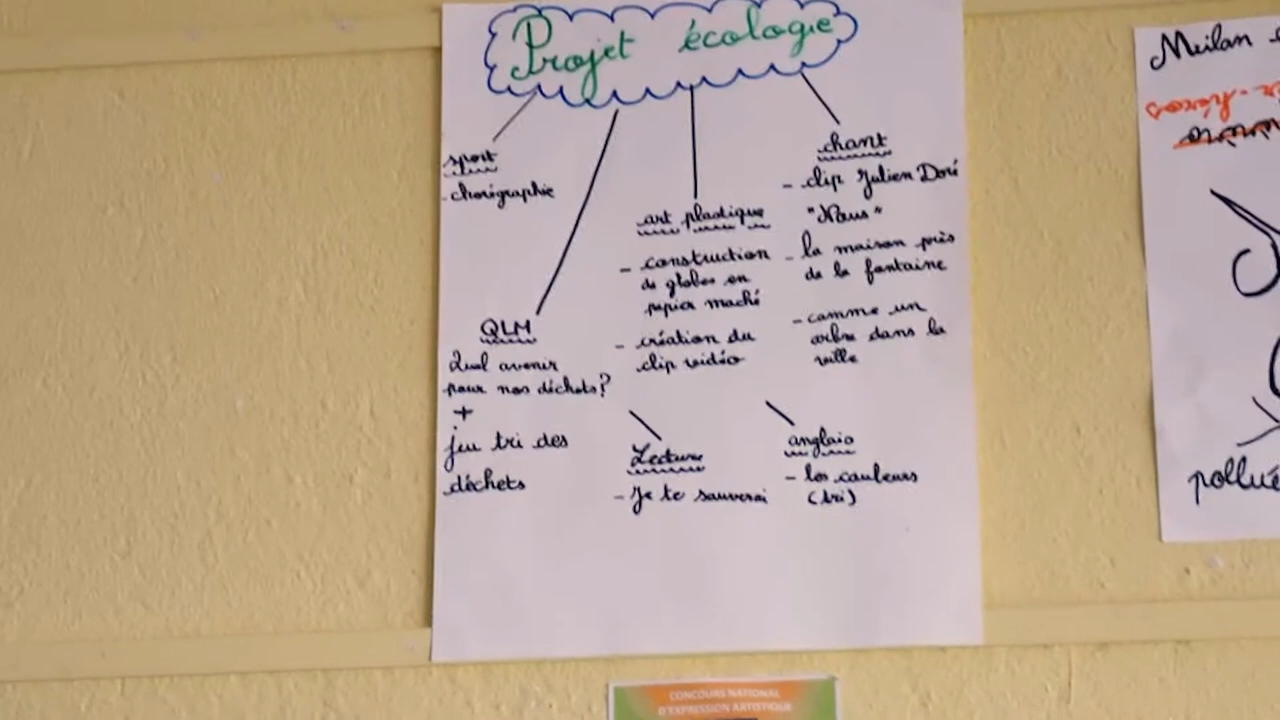 Projet écologie
sport
- chorégraphie
QLM
Quel avenir
pour nos déchets?
+
jeu tri des
déchets
art plastique
- construction
de globes en
papier maché
- création du
clip vidéo
chant
- clip Julien Doré
"Nous"
- la maison près
de la fontaine
- comme un
arbre dans la
ville
Lecture
- Je te sauverai
anglais
- les couleurs
(tri)
Meilan
pollué
CONCOURS NATIONAL
D'EXPRESSION ARTISTIQUE